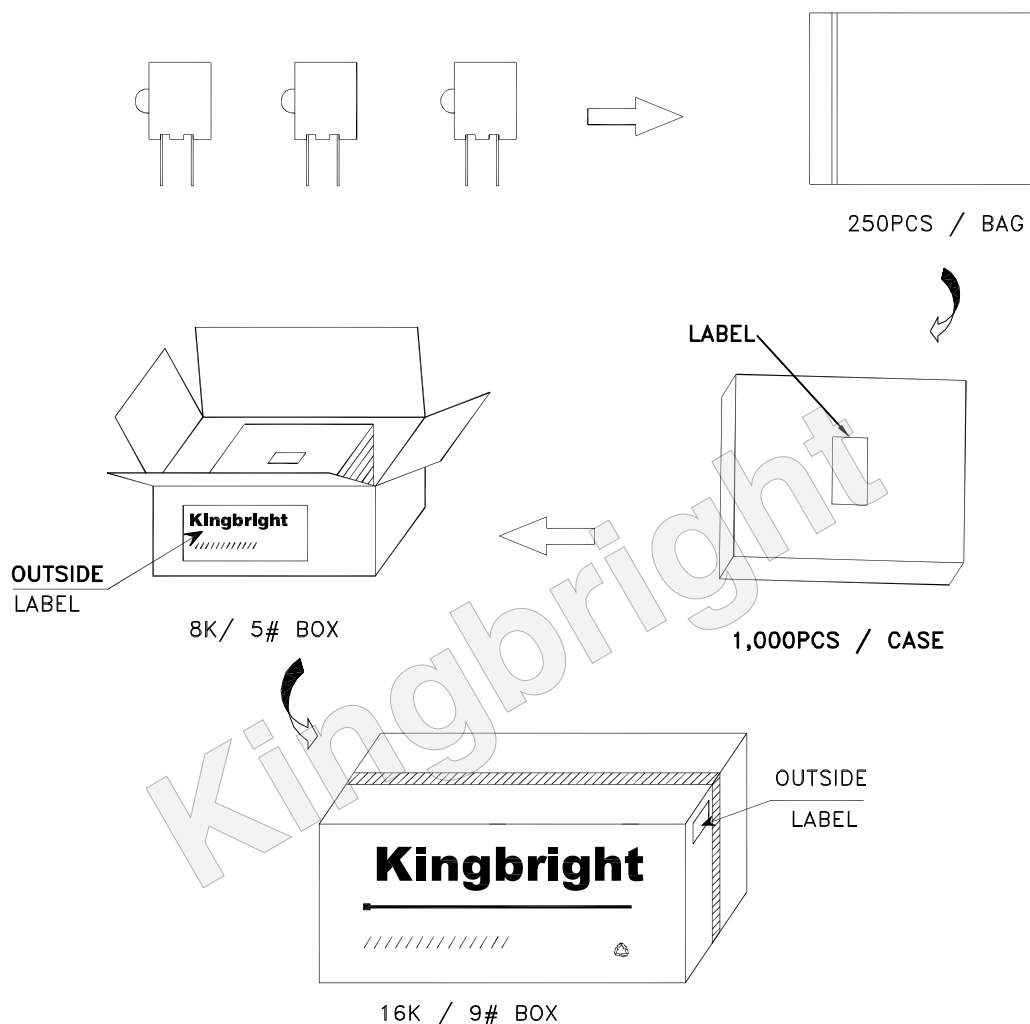 250PCS / BAG
LABEL
Kingbright
OUTSIDE
LABEL
8K/ 5# BOX
1,000PCS / CASE
Kingbright
OUTSIDE
LABEL
Kingbright
16K / 9# BOX